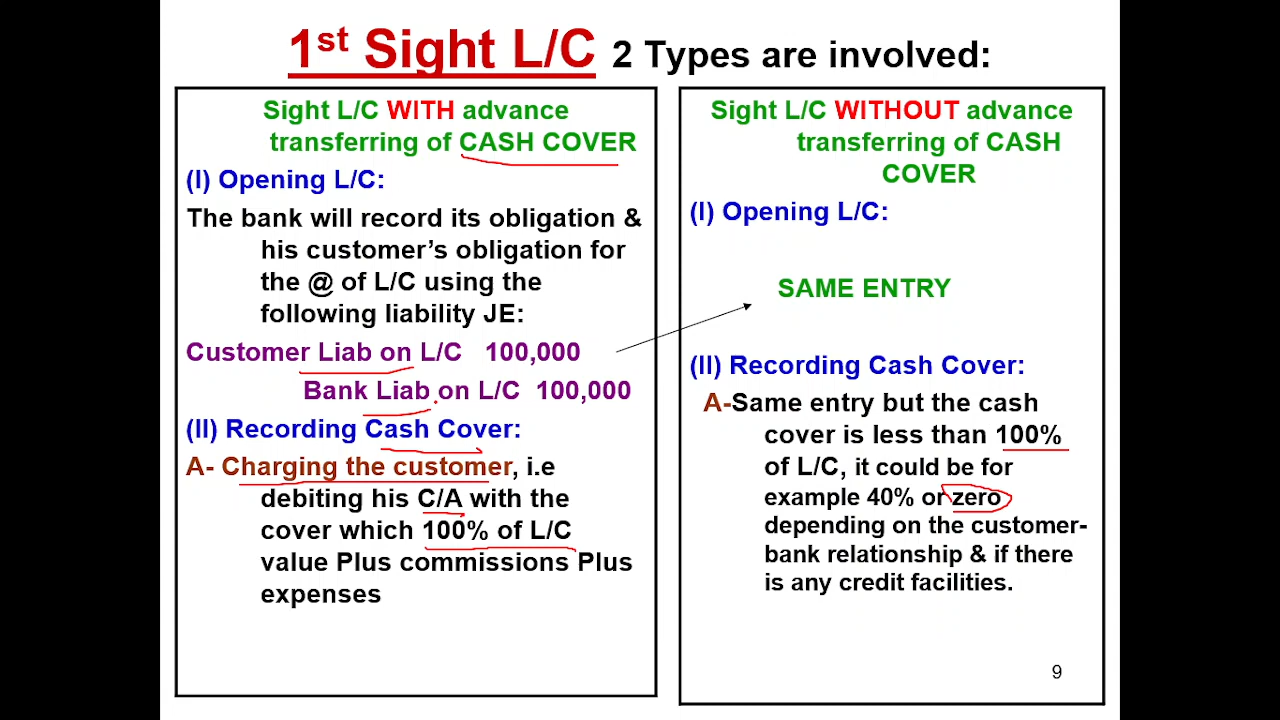 1st Sight L/C 2 Types are involved:
Sight L/C WITH advance
transferring of CASH COVER
(I) Opening L/C:
The bank will record its obligation &
his customer's obligation for
the @ of L/C using the
following liability JE:
Customer Liab on L/C 100,000
Bank Liab on L/C 100,000
(II) Recording Cash Cover:
A- Charging the customer, i.e
debiting his C/A with the
cover which 100% of L/C
value Plus commissions Plus
expenses
Sight L/C WITHOUT advance
transferring of CASH
COVER
(I) Opening L/C:
SAME ENTRY
(II) Recording Cash Cover:
A-Same entry but the cash
cover is less than 100%
of L/C, it could be for
example 40% or zero
depending on the customer-
bank relationship & if there
is any credit facilities.
9